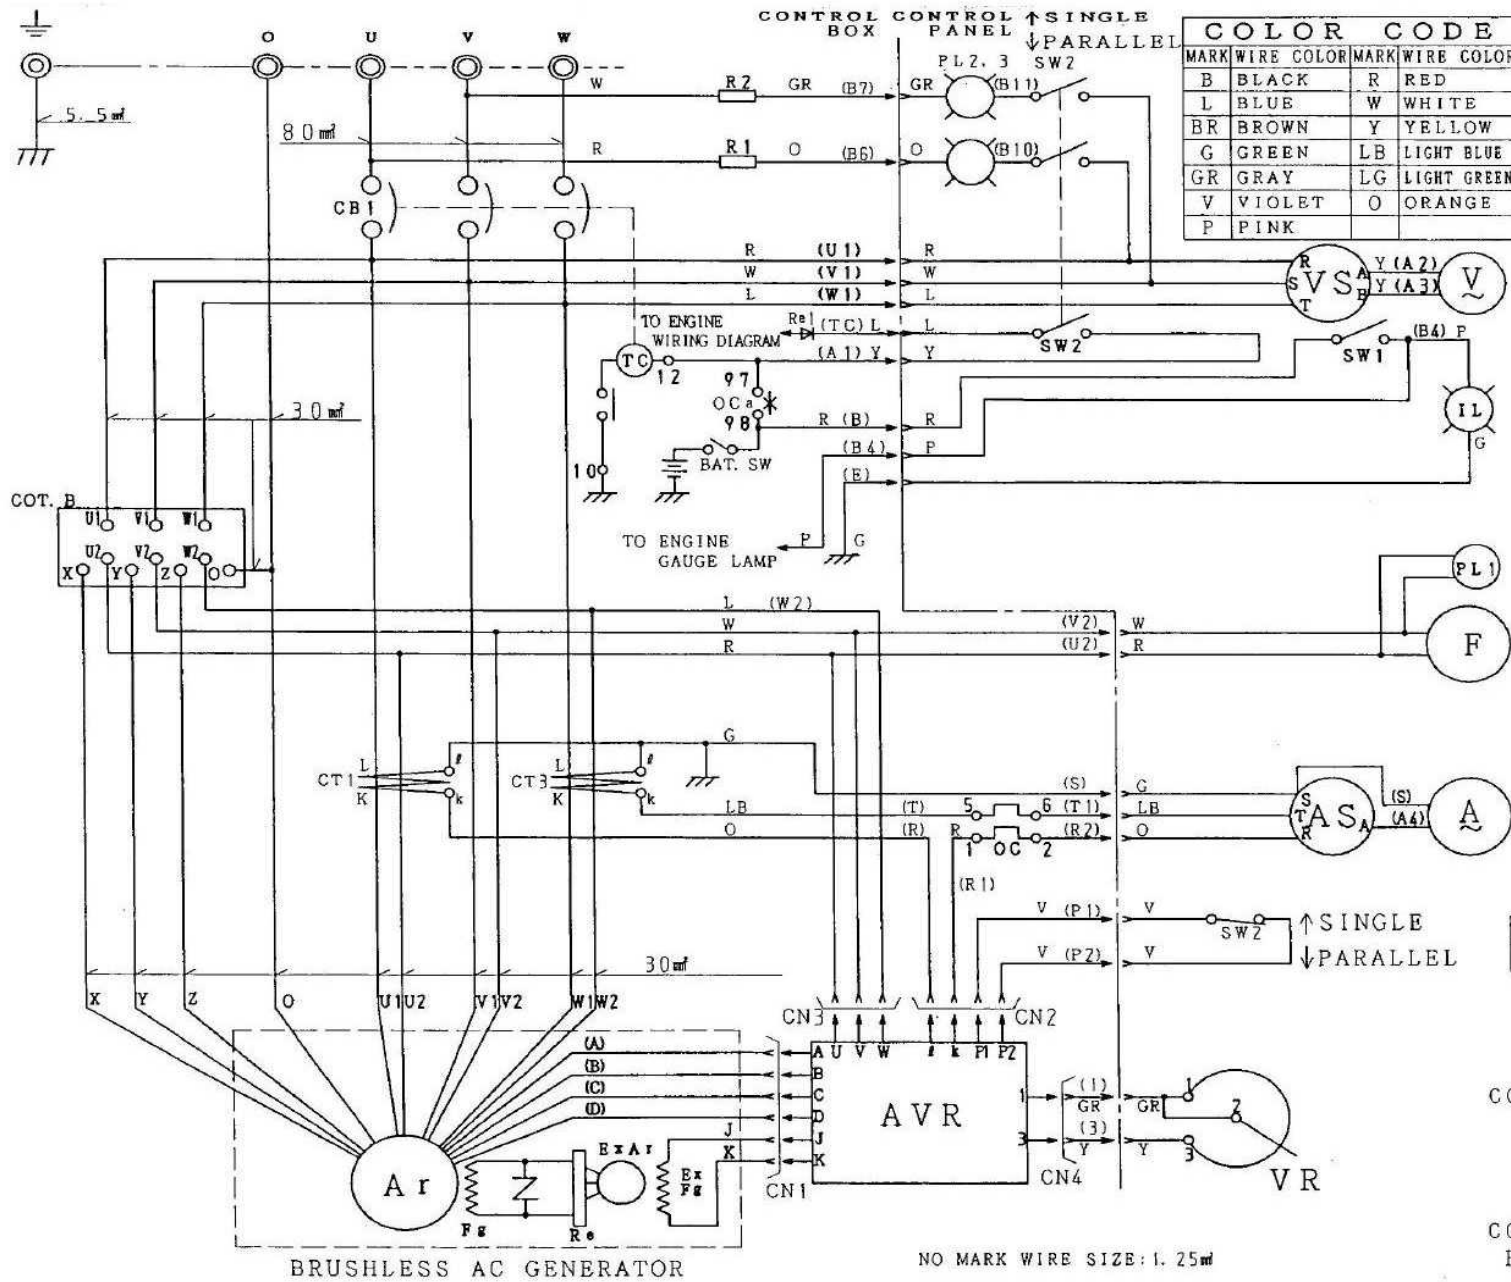 CONTROL CONTROL ↑SINGLE
BOX PANEL ↓PARALLEL
O U V W
PL2, 3 SW2
COLOR CODE
MARK WIRE COLOR MARK WIRE COLOR
B BLACK R RED
L BLUE W WHITE
BR BROWN Y YELLOW
G GREEN LB LIGHT BLUE
GR GRAY LG LIGHT GREEN
V VIOLET O ORANGE
P PINK
5.5㎟
80㎟
W R2 GR (B7) GR (B11)
R R1 O (B6) O (B10)
CB1
R (U1) R
W (V1) W
L (W1) L
R S T VS A B
Y (A2)
Y (A3)
V
TO ENGINE
WIRING DIAGRAM
Re1 (TC) L L
SW2
(A1) Y Y
SW1 (B4) P
TC 12
97
OCa
98
R (B) R
BAT. SW
10
(B4) P
(E)
IL
G
30㎟
COT. B
U1 V1 W1
U2 V2 W2
X Y Z O
TO ENGINE
GAUGE LAMP
P G
PL1
L (W2)
W (V2) W
R (U2) R
F
G
CT1 L K ℓ k
CT3 L K ℓ k
(S) G
LB (T) 5 6 (T1) LB
O (R) R 1 OC 2 (R2) O
(R1)
S T R AS A
(S)
(A4)
A
V (P1) V
SW2
↑SINGLE
↓PARALLEL
V (P2) V
30㎟
X Y Z O U1 U2 V1 V2 W1 W2
CN3 CN2
(A)
(B)
(C)
(D)
J
K
A U V W ℓ k P1 P2
B
C
D
J
K
AVR
1
3
CN1
(1)
GR GR
(3)
Y Y
CN4
1
2
3
VR
Ar
Fg
Re
ExAr
Ex
Fg
BRUSHLESS AC GENERATOR
NO MARK WIRE SIZE: 1.25㎟